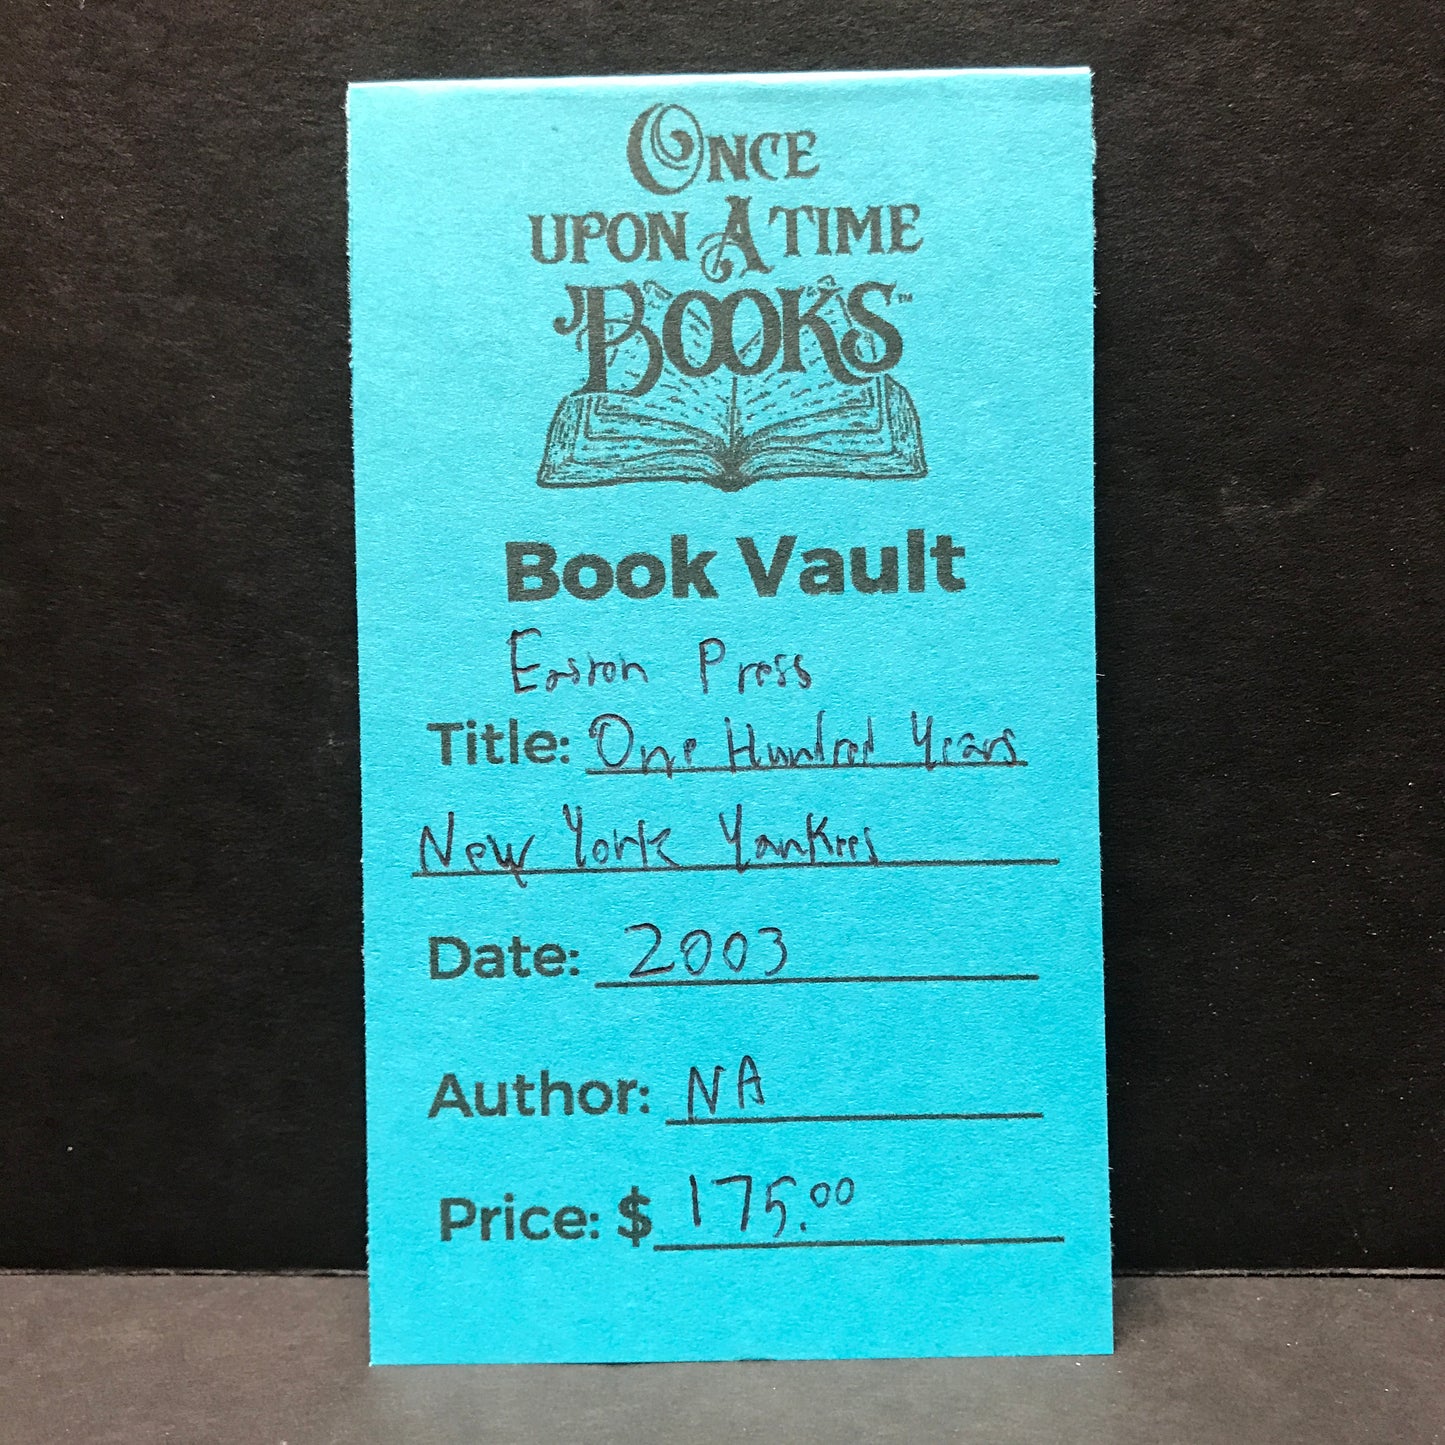 ONCE
UPON A TIME
BOOKS™
Book Vault
Easton Press
Title: One Hundred Years
New York Yankees
Date: 2003
Author: NA
Price: $ 175.00